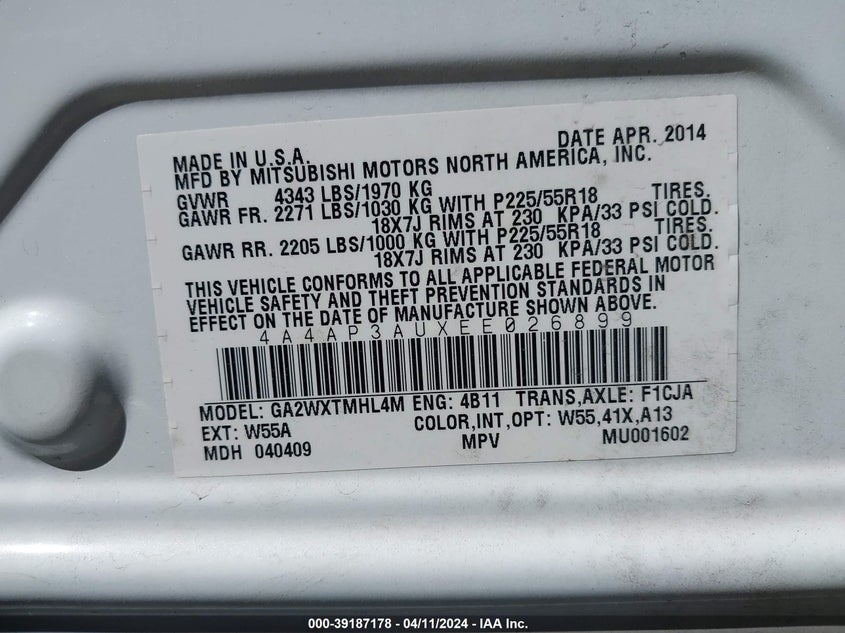 MADE IN U.S.A. DATE APR. 2014
MFD BY MITSUBISHI MOTORS NORTH AMERICA, INC.
GVWR 4343 LBS/1970 KG
GAWR FR. 2271 LBS/1030 KG WITH P225/55R18 TIRES.
18X7J RIMS AT 230 KPA/33 PSI COLD.
GAWR RR. 2205 LBS/1000 KG WITH P225/55R18 TIRES.
18X7J RIMS AT 230 KPA/33 PSI COLD.
THIS VEHICLE CONFORMS TO ALL APPLICABLE FEDERAL MOTOR
VEHICLE SAFETY AND THEFT PREVENTION STANDARDS IN
EFFECT ON THE DATE OF MANUFACTURE SHOWN ABOVE.
4A4AP3AUXEE026899
MODEL: GA2WXTMHL4M ENG: 4B11 TRANS,AXLE: F1CJA
EXT: W55A COLOR,INT,OPT: W55,41X,A13
MDH 040409 MPV MU001602
000-39187178 - 04/11/2024 - IAA Inc.